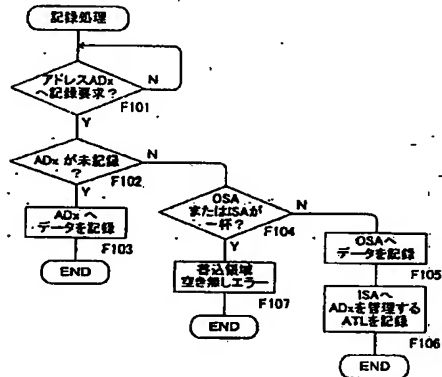 記録処理
アドレスADx
へ記録要求？
N
F101
Y
ADx が未記録
？
N
F102
Y
ADx へ
データを記録
F103
END
OSA
またはISAが
一杯？
N
F104
Y
書込領域
空き無しエラー
F107
END
OSAへ
データを記録
F105
ISAへ
ADxを管理する
ATLを記録
F106
END